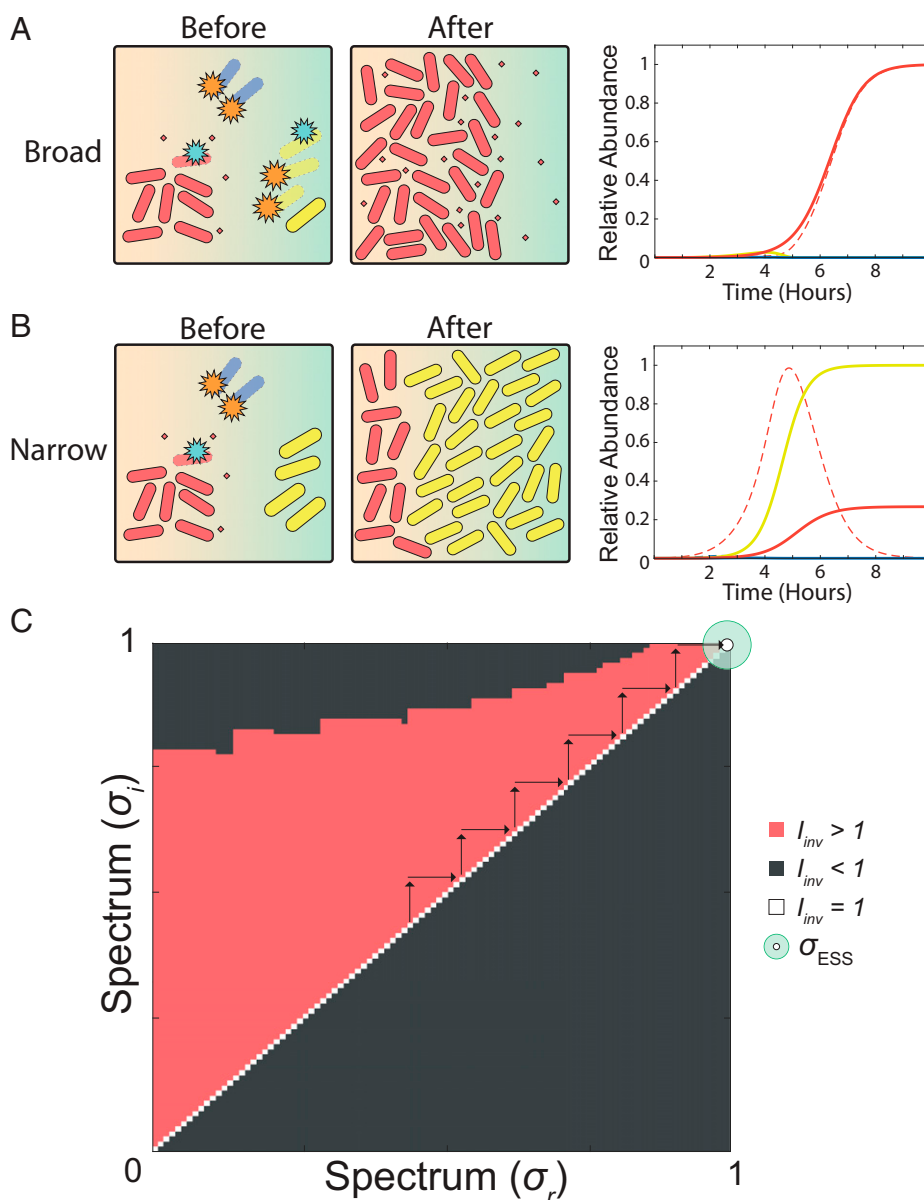 A
Before
After
Broad
Relative Abundance
1
0.8
0.6
0.4
0.2
0
2
4
6
8
Time (Hours)
B
Before
After
Narrow
Relative Abundance
1
0.8
0.6
0.4
0.2
0
2
4
6
8
Time (Hours)
C
1
Spectrum (σi)
0
Spectrum (σr)
1
Iinv > 1
Iinv < 1
Iinv = 1
σESS